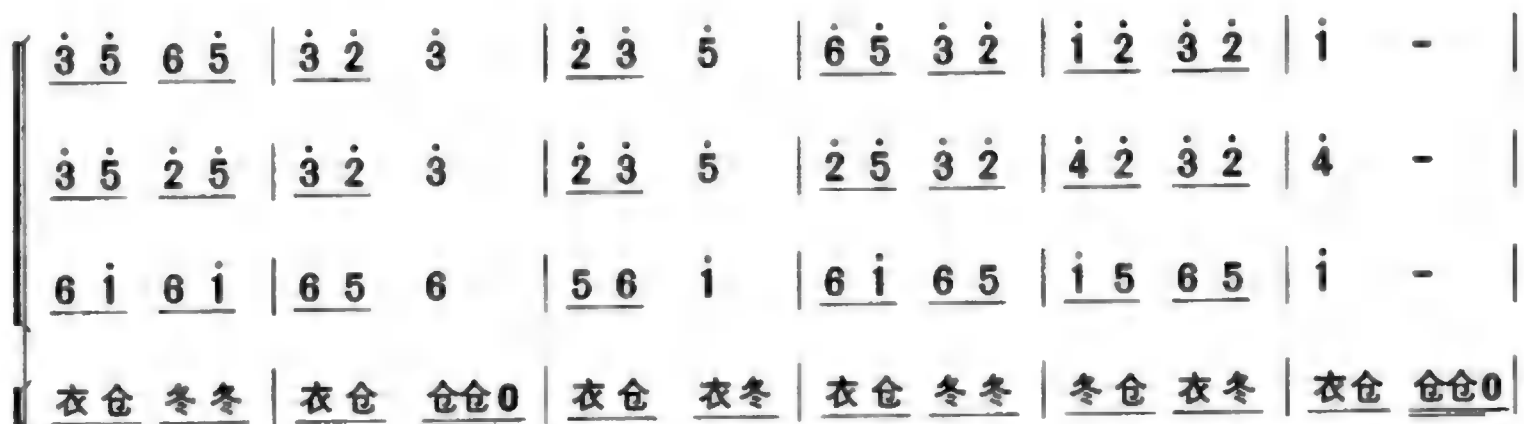 3̇ 5̇ 6 5̇ | 3̇ 2̇ 3̇ | 2̇ 3̇ 5̇ | 6̇ 5̇ 3̇ 2̇ | 1̇ 2̇ 3̇ 2̇ | 1̇ - |
3̇ 5̇ 2̇ 5̇ | 3̇ 2̇ 3̇ | 2̇ 3̇ 5̇ | 2̇ 5̇ 3̇ 2̇ | 4̇ 2̇ 3̇ 2̇ | 4̇ - |
6 1̇ 6 1̇ | 6 5 6 | 5 6 1̇ | 6 1̇ 6 5 | 1̇ 5 6 5 | 1̇ - |
衣仓 冬冬 | 衣仓 仓仓0 | 衣仓 衣冬 | 衣仓 冬冬 | 冬仓 衣冬 | 衣仓 仓仓0 |